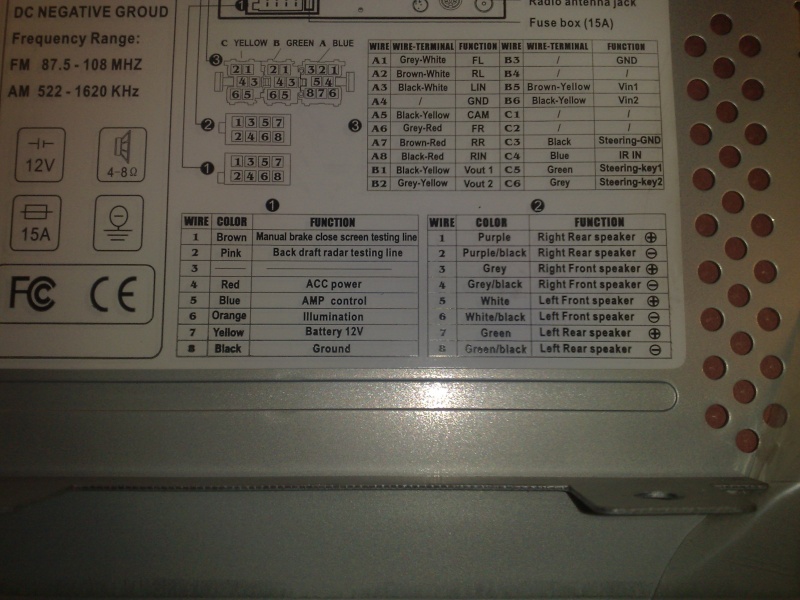 DC NEGATIVE GROUD
Frequency Range:
FM 87.5 - 108 MHZ
AM 522 - 1620 KHz
12V
4~8Ω
15A
FC CE
Radio antenna jack
Fuse box (15A)
❶
C YELLOW B GREEN A BLUE
❸
2 1 2 1 3 2 1
4 3 4 3 5 4
6 5 6 5 8 7 6
❷
1 3 5 7
2 4 6 8
❶
1 3 5 7
2 4 6 8
❸
WIRE WIRE-TERMINAL FUNCTION WIRE WIRE-TERMINAL FUNCTION
A1 Grey-White FL B3 / GND
A2 Brown-White RL B4 / /
A3 Black-White LIN B5 Brown-Yellow Vin1
A4 / GND B6 Black-Yellow Vin2
A5 Black-Yellow CAM C1 / /
A6 Grey-Red FR C2 / /
A7 Brown-Red RR C3 Black Steering-GND
A8 Black-Red RIN C4 Blue IR IN
B1 Black-Yellow Vout 1 C5 Green Steering-key1
B2 Grey-Yellow Vout 2 C6 Grey Steering-key2
❶
WIRE COLOR FUNCTION
1 Brown Manual brake close screen testing line
2 Pink Back draft radar testing line
3 —— ————
4 Red ACC power
5 Blue AMP control
6 Orange Illumination
7 Yellow Battery 12V
8 Black Ground
❷
WIRE COLOR FUNCTION
1 Purple Right Rear speaker ⊕
2 Purple/black Right Rear speaker ⊖
3 Grey Right Front speaker ⊕
4 Grey/black Right Front speaker ⊖
5 White Left Front speaker ⊕
6 White/black Left Front speaker ⊖
7 Green Left Rear speaker ⊕
8 Green/black Left Rear speaker ⊖